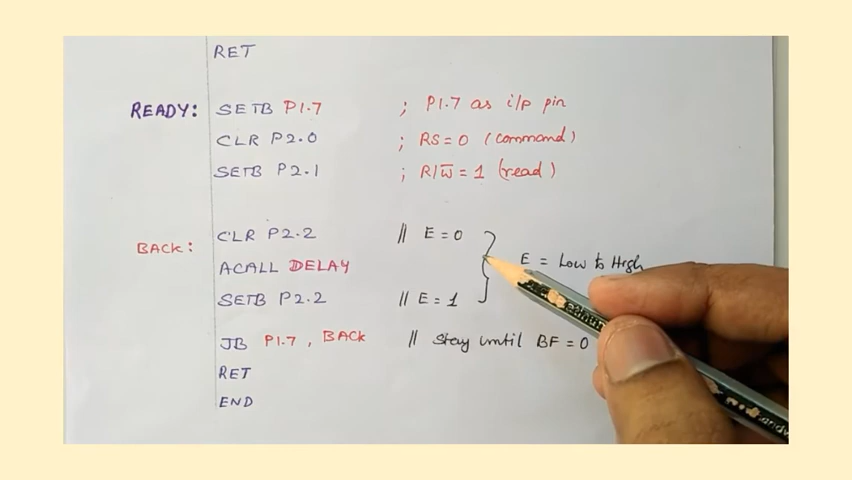 RET
READY: SETB P1.7 ; P1.7 as i/p pin
CLR P2.0 ; RS=0 (command)
SETB P2.1 ; R/W̅ = 1 (read)
BACK: CLR P2.2 // E=0
ACALL DELAY E = Low to High
SETB P2.2 // E=1
JB P1.7, BACK // Stay until BF=0
RET
END